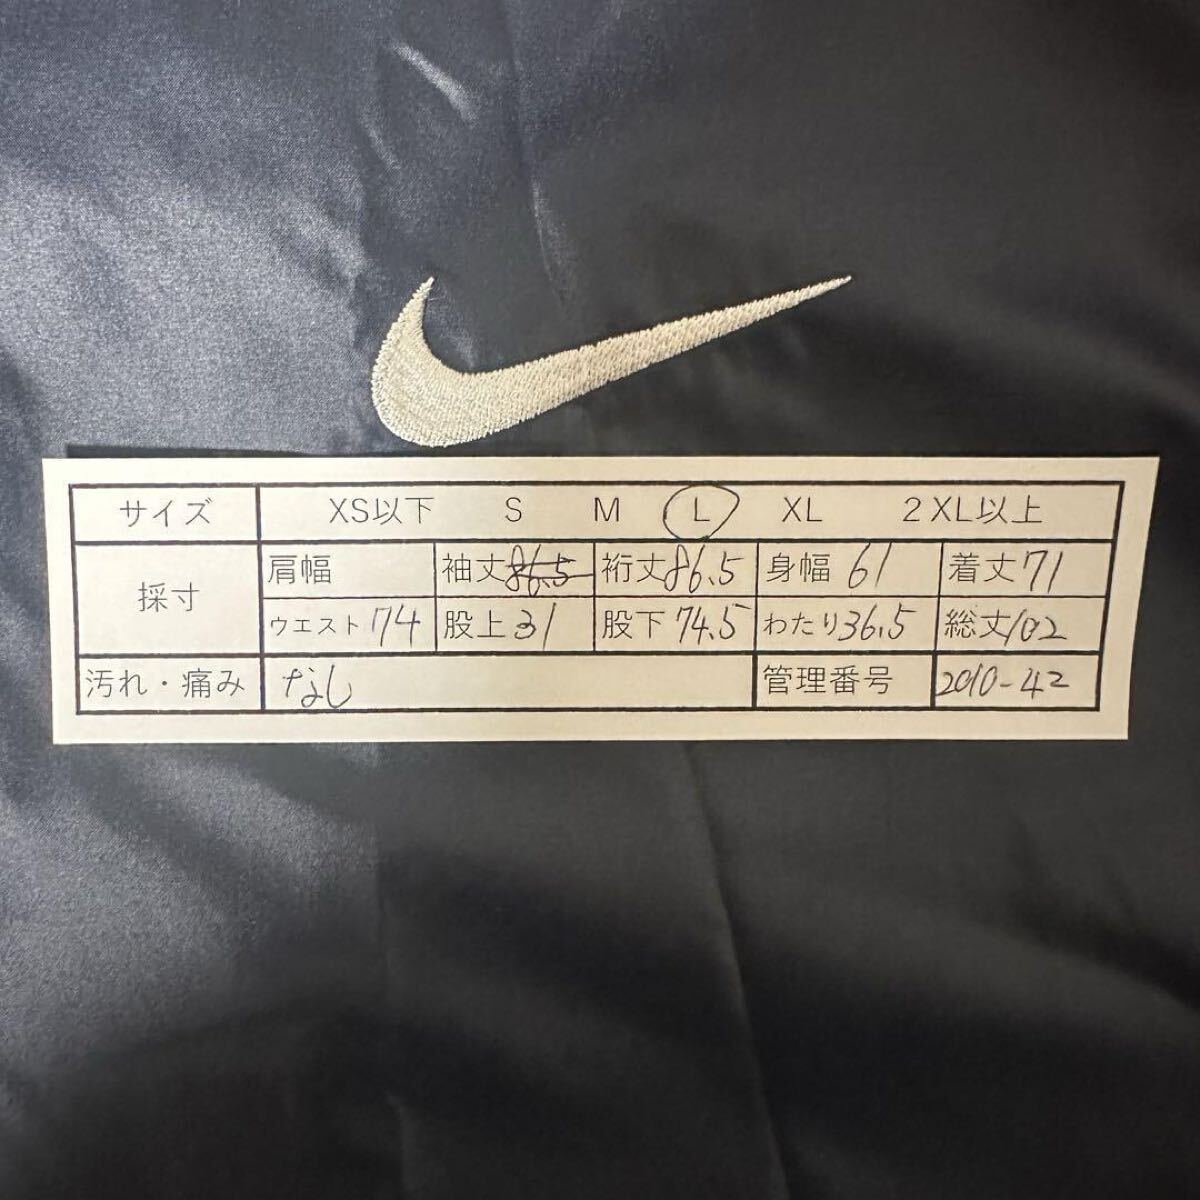 サイズ XS以下 S M L XL 2XL以上
採寸 肩幅 袖丈86.5 裄丈86.5 身幅61 着丈71
ウエスト74 股上31 股下74.5 わたり36.5 総丈102
汚れ・痛み なし 管理番号 2010-42